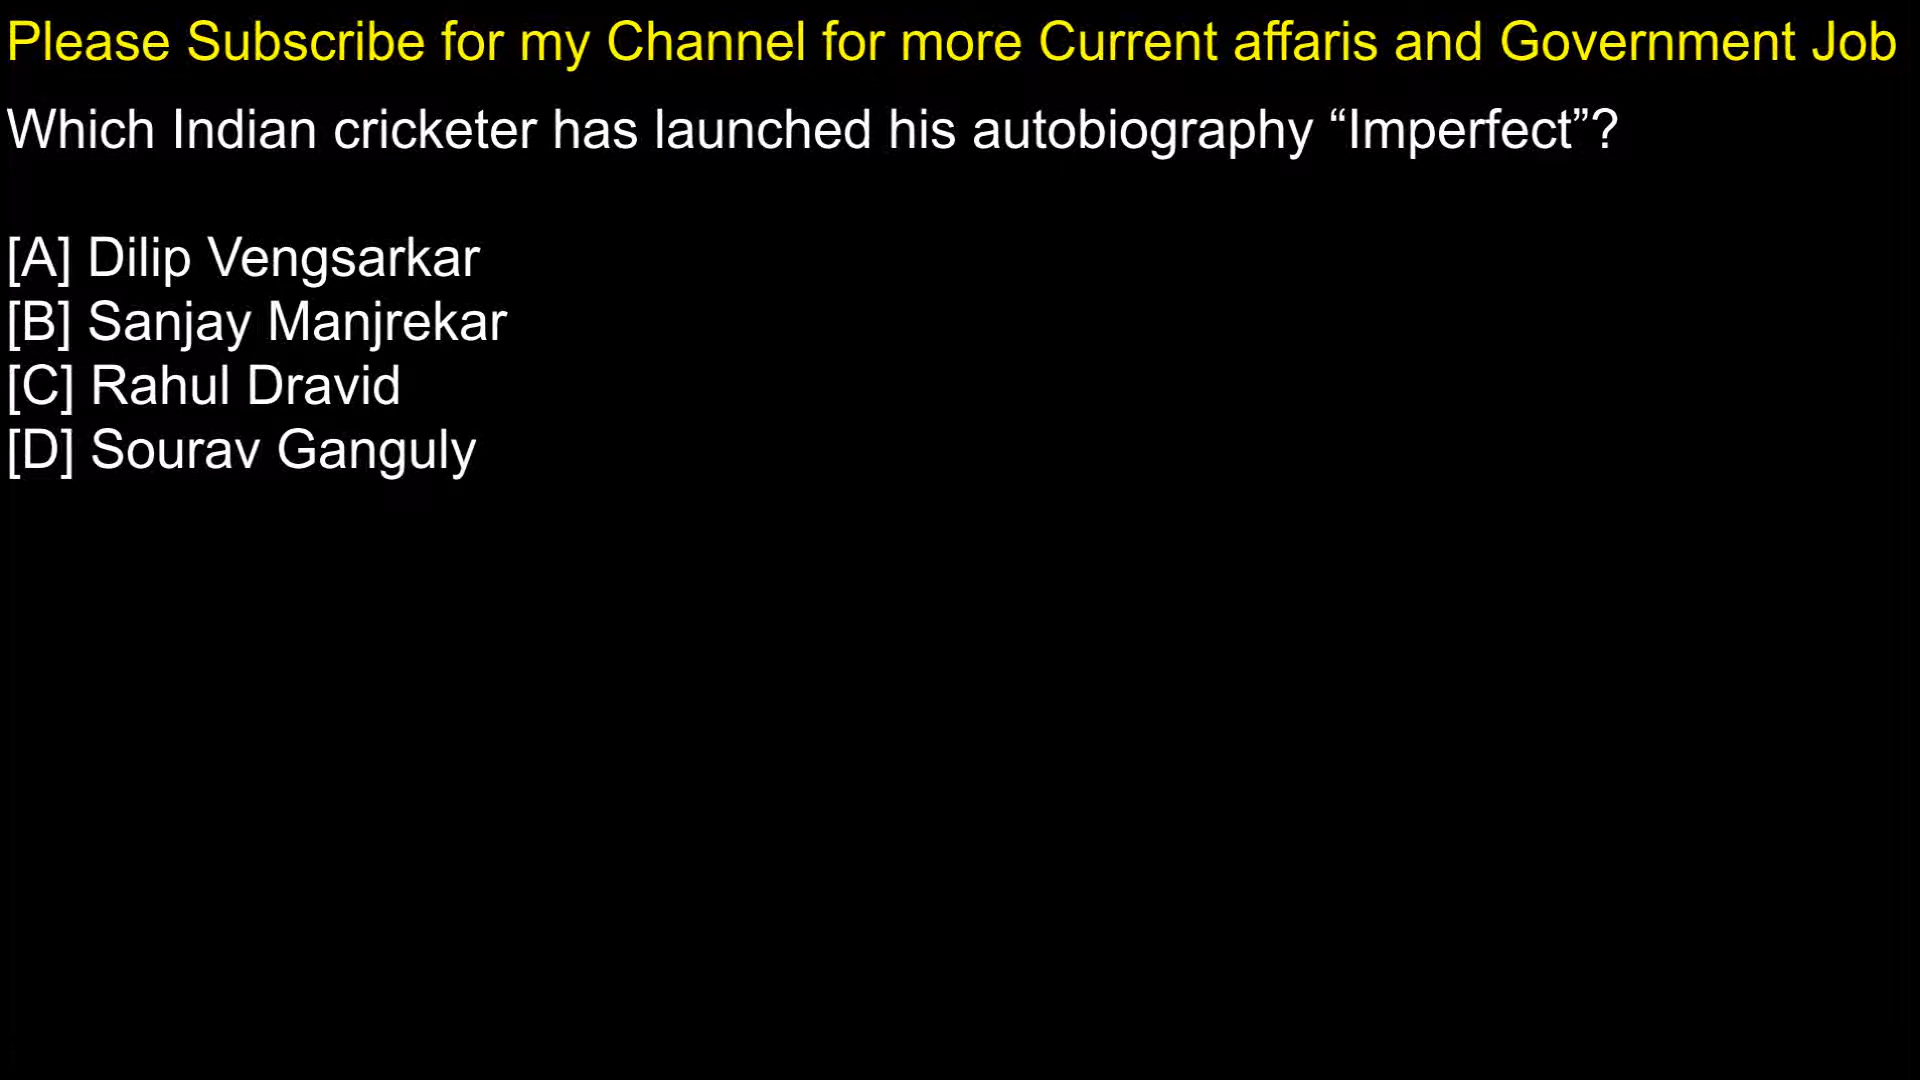 Please Subscribe for my Channel for more Current affaris and Government Job
Which Indian cricketer has launched his autobiography “Imperfect”?
[A] Dilip Vengsarkar
[B] Sanjay Manjrekar
[C] Rahul Dravid
[D] Sourav Ganguly